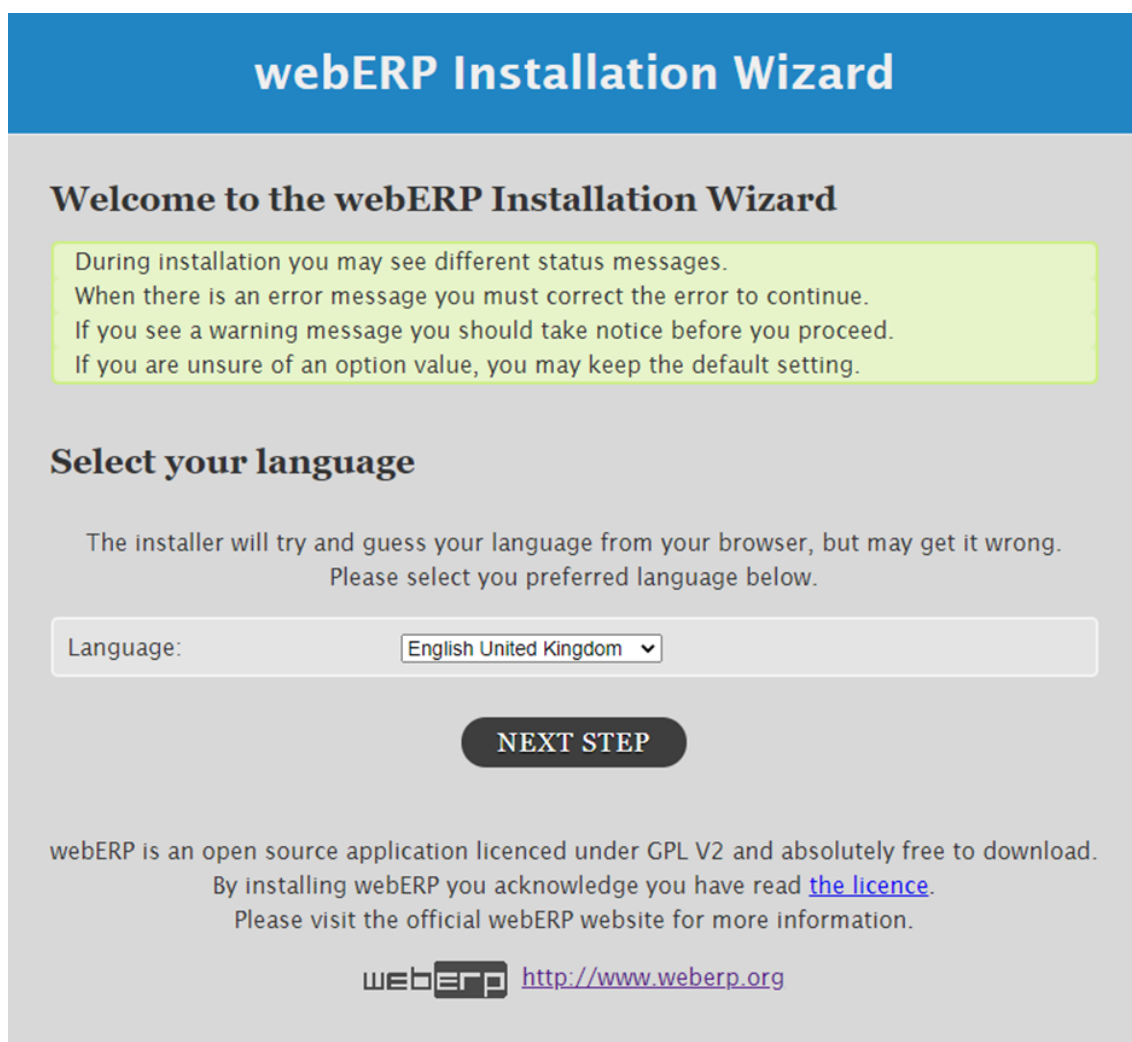 webERP Installation Wizard
Welcome to the webERP Installation Wizard
During installation you may see different status messages.
When there is an error message you must correct the error to continue.
If you see a warning message you should take notice before you proceed.
If you are unsure of an option value, you may keep the default setting.
Select your language
The installer will try and guess your language from your browser, but may get it wrong.
Please select you preferred language below.
Language: English United Kingdom
NEXT STEP
webERP is an open source application licenced under GPL V2 and absolutely free to download.
By installing webERP you acknowledge you have read the licence.
Please visit the official webERP website for more information.
weberp http://www.weberp.org